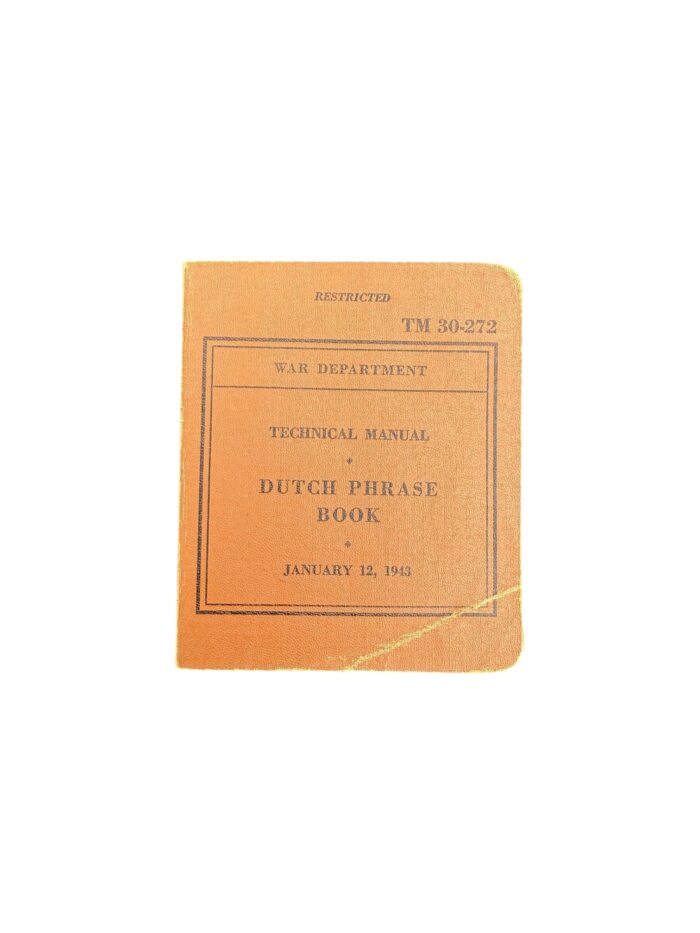 RESTRICTED
TM 30-272
WAR DEPARTMENT
TECHNICAL MANUAL
DUTCH PHRASE
BOOK
JANUARY 12, 1943